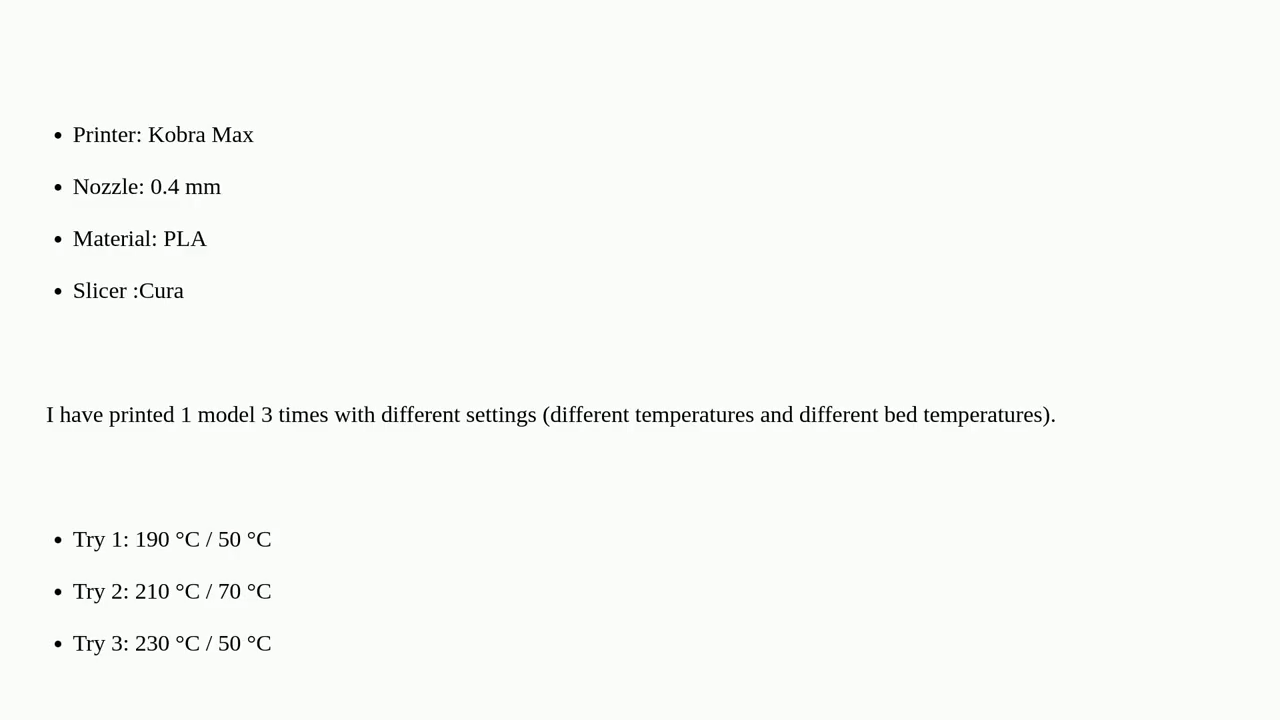 • Printer: Kobra Max
• Nozzle: 0.4 mm
• Material: PLA
• Slicer :Cura
I have printed 1 model 3 times with different settings (different temperatures and different bed temperatures).
• Try 1: 190 °C / 50 °C
• Try 2: 210 °C / 70 °C
• Try 3: 230 °C / 50 °C